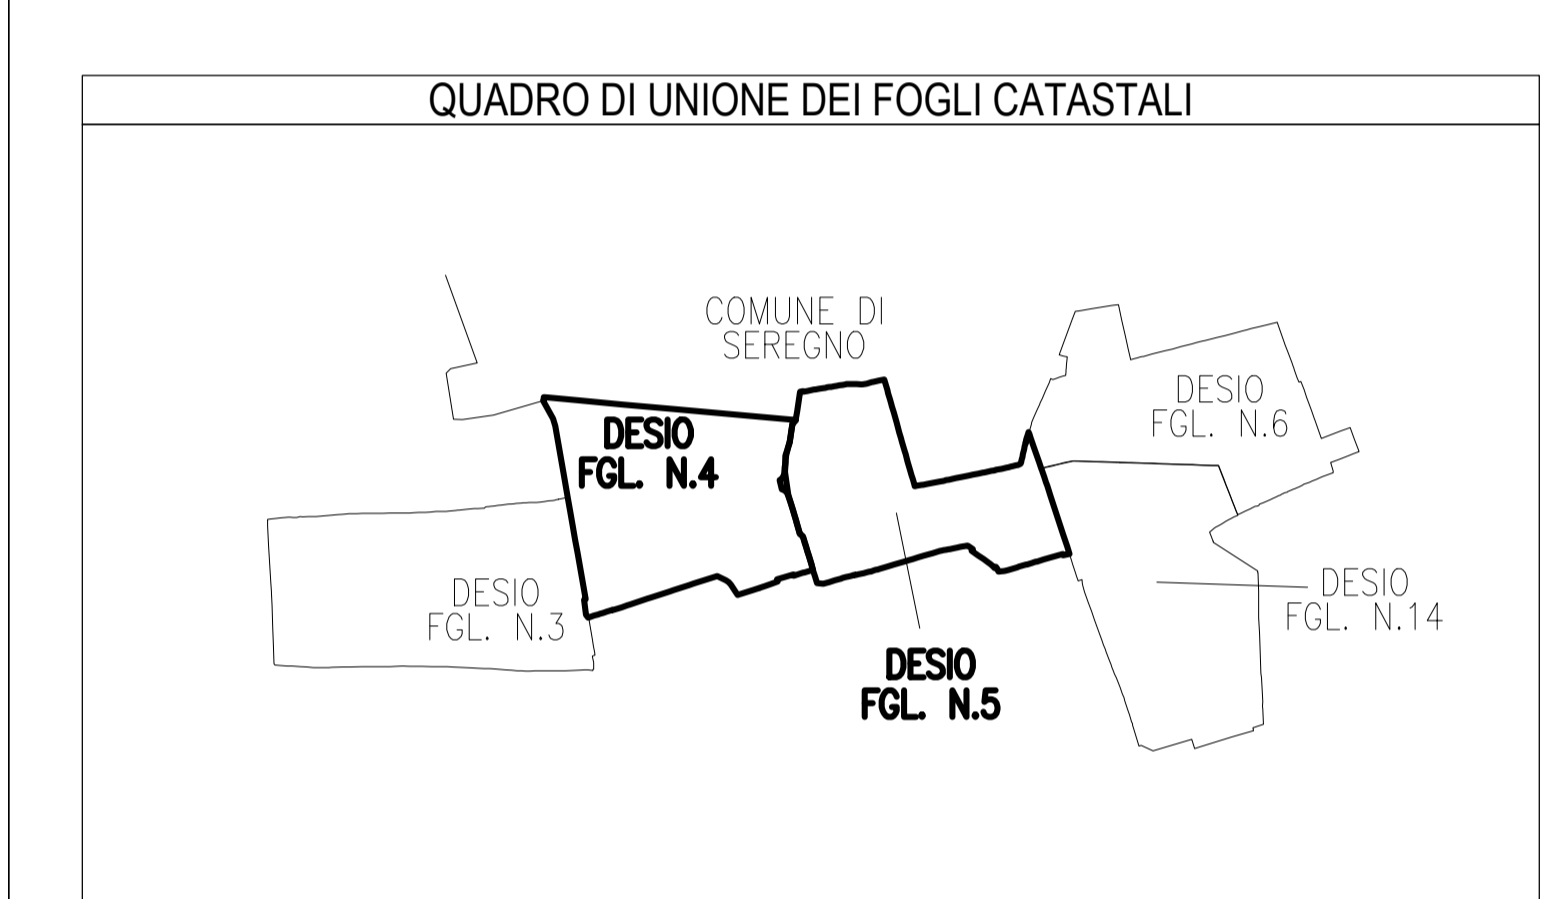 QUADRO DI UNIONE DEI FOGLI CATASTALI
COMUNE DI
SEREGNO
DESIO
FGL. N.6
DESIO
FGL. N.4
DESIO
FGL. N.3
DESIO
FGL. N.14
DESIO
FGL. N.5